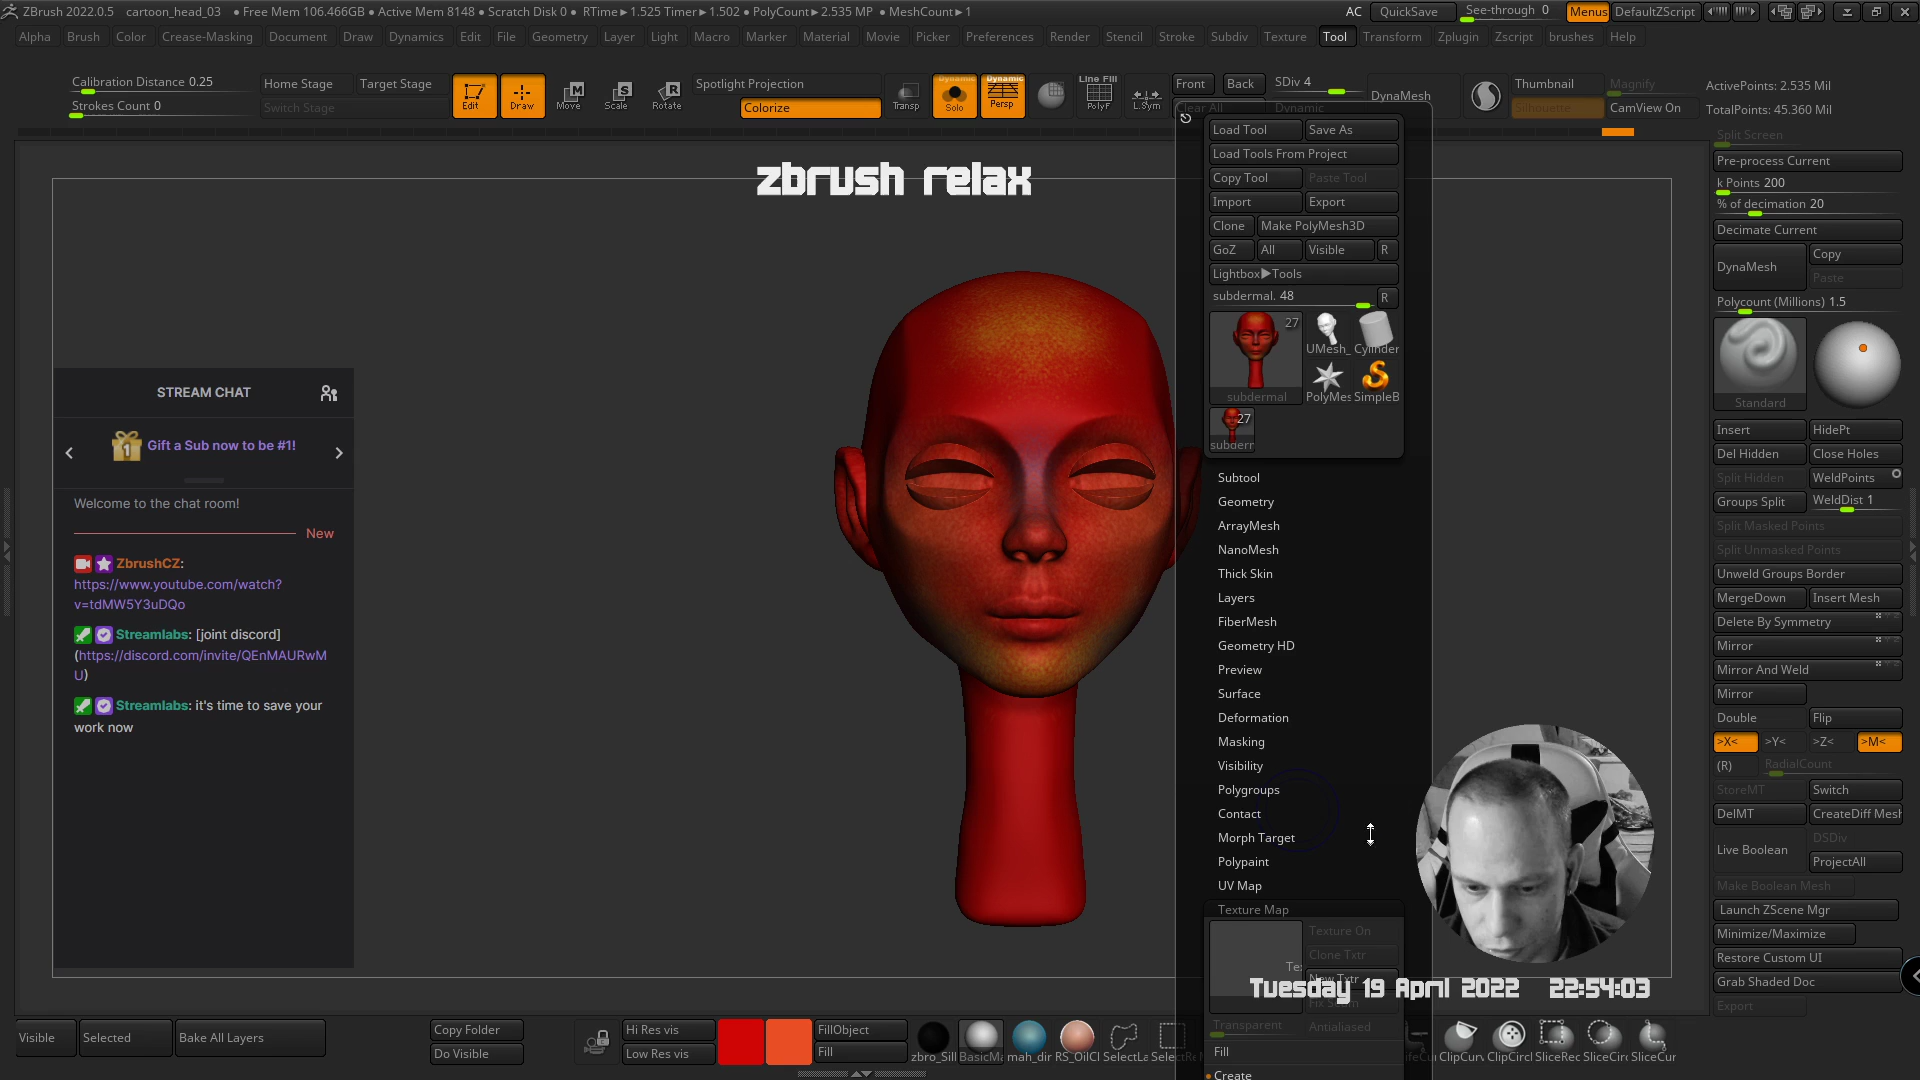 ZBrush 2022.0.5 cartoon_head_03 • Free Mem 106.466GB • Active Mem 8148 • Scratch Disk 0 • RTime►1.525 Timer►1.502 • PolyCount►2.535 MP • MeshCount►1 AC QuickSave See-through 0 Menus DefaultZScript
Alpha Brush Color Crease-Masking Document Draw Dynamics Edit File Geometry Layer Light Macro Marker Material Movie Picker Preferences Render Stencil Stroke Subdiv Texture Tool Transform Zplugin Zscript brushes Help
Calibration Distance 0.25
Strokes Count 0
Home Stage Target Stage
Switch Stage
Edit Draw Move Scale Rotate
Spotlight Projection
Colorize
Transp
Dynamic
Solo
Dynamic
Persp
Line Fill
PolyF
L.Sym
Front Back
Clear All
SDiv 4
Dynamic
DynaMesh
Thumbnail
Silhouette
Magnify
CamView On
ActivePoints: 2.535 Mil
TotalPoints: 45.360 Mil
zbrush relax
STREAM CHAT
1 Gift a Sub now to be #1!
Welcome to the chat room!
New
ZbrushCZ:
https://www.youtube.com/watch?
v=tdMW5Y3uDQo
Streamlabs: [joint discord]
(https://discord.com/invite/QEnMAURwM
U)
Streamlabs: it's time to save your
work now
Load Tool Save As
Load Tools From Project
Copy Tool Paste Tool
Import Export
Clone Make PolyMesh3D
GoZ All Visible R
Lightbox►Tools
subdermal. 48 R
27
UMesh_ Cylinder
subdermal PolyMes SimpleB
27
subderr
Subtool
Geometry
ArrayMesh
NanoMesh
Thick Skin
Layers
FiberMesh
Geometry HD
Preview
Surface
Deformation
Masking
Visibility
Polygroups
Contact
Morph Target
Polypaint
UV Map
Texture Map
Texture On
Clone Txtr
New Txtr
Transparent Antialiased
Fill
Create
Tuesday 19 April 2022 22:54:03
Split Screen
Pre-process Current
k Points 200
% of decimation 20
Decimate Current
DynaMesh Copy
Paste
Polycount (Millions) 1.5
Standard
Insert HidePt
Del Hidden Close Holes
Split Hidden WeldPoints
Groups Split WeldDist 1
Split Masked Points
Split Unmasked Points
Unweld Groups Border
MergeDown Insert Mesh
Delete By Symmetry
Mirror
Mirror And Weld
Mirror
Double Flip
>X< >Y< >Z< >M<
(R) RadialCount
StoreMT Switch
DelMT CreateDiff Mesh
Live Boolean DSDiv
ProjectAll
Make Boolean Mesh
Launch ZScene Mgr
Minimize/Maximize
Restore Custom UI
Grab Shaded Doc
Export
Visible Selected Bake All Layers
Copy Folder
Do Visible
Hi Res vis
Low Res vis
FillObject
Fill
zbro_Sill BasicMa mah_dir RS_OilCl SelectLa SelectRe ClipCurv ClipCircl SliceRec SliceCirc SliceCur